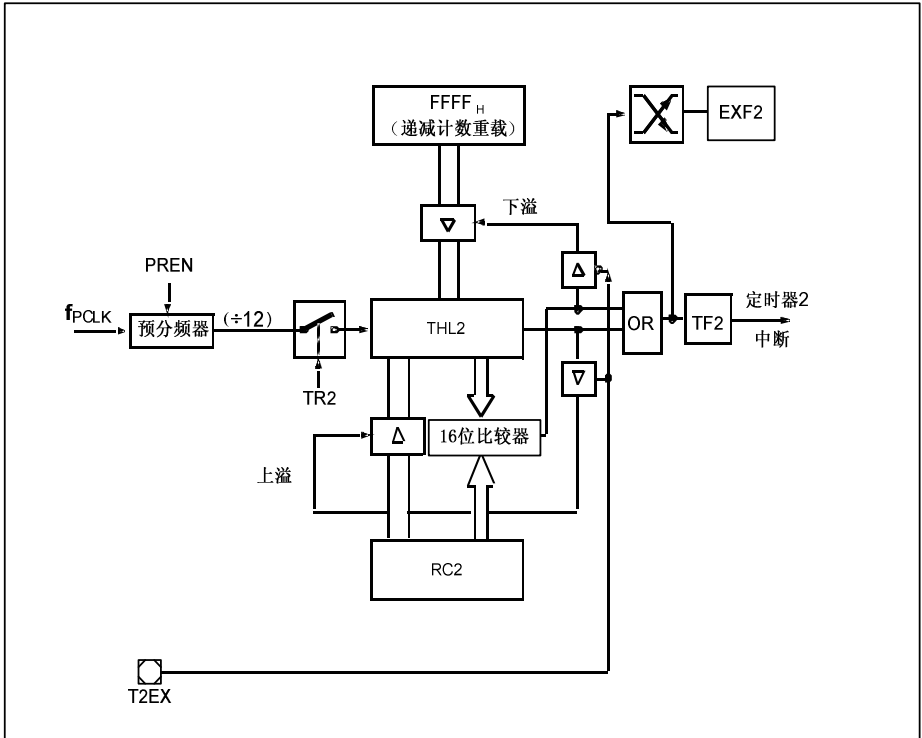 FFFF H
(递减计数重载)
EXF2
下溢
PREN
fPCLK
预分频器
(÷12)
THL2
OR
TF2
定时器2
中断
TR2
16位比较器
上溢
RC2
T2EX